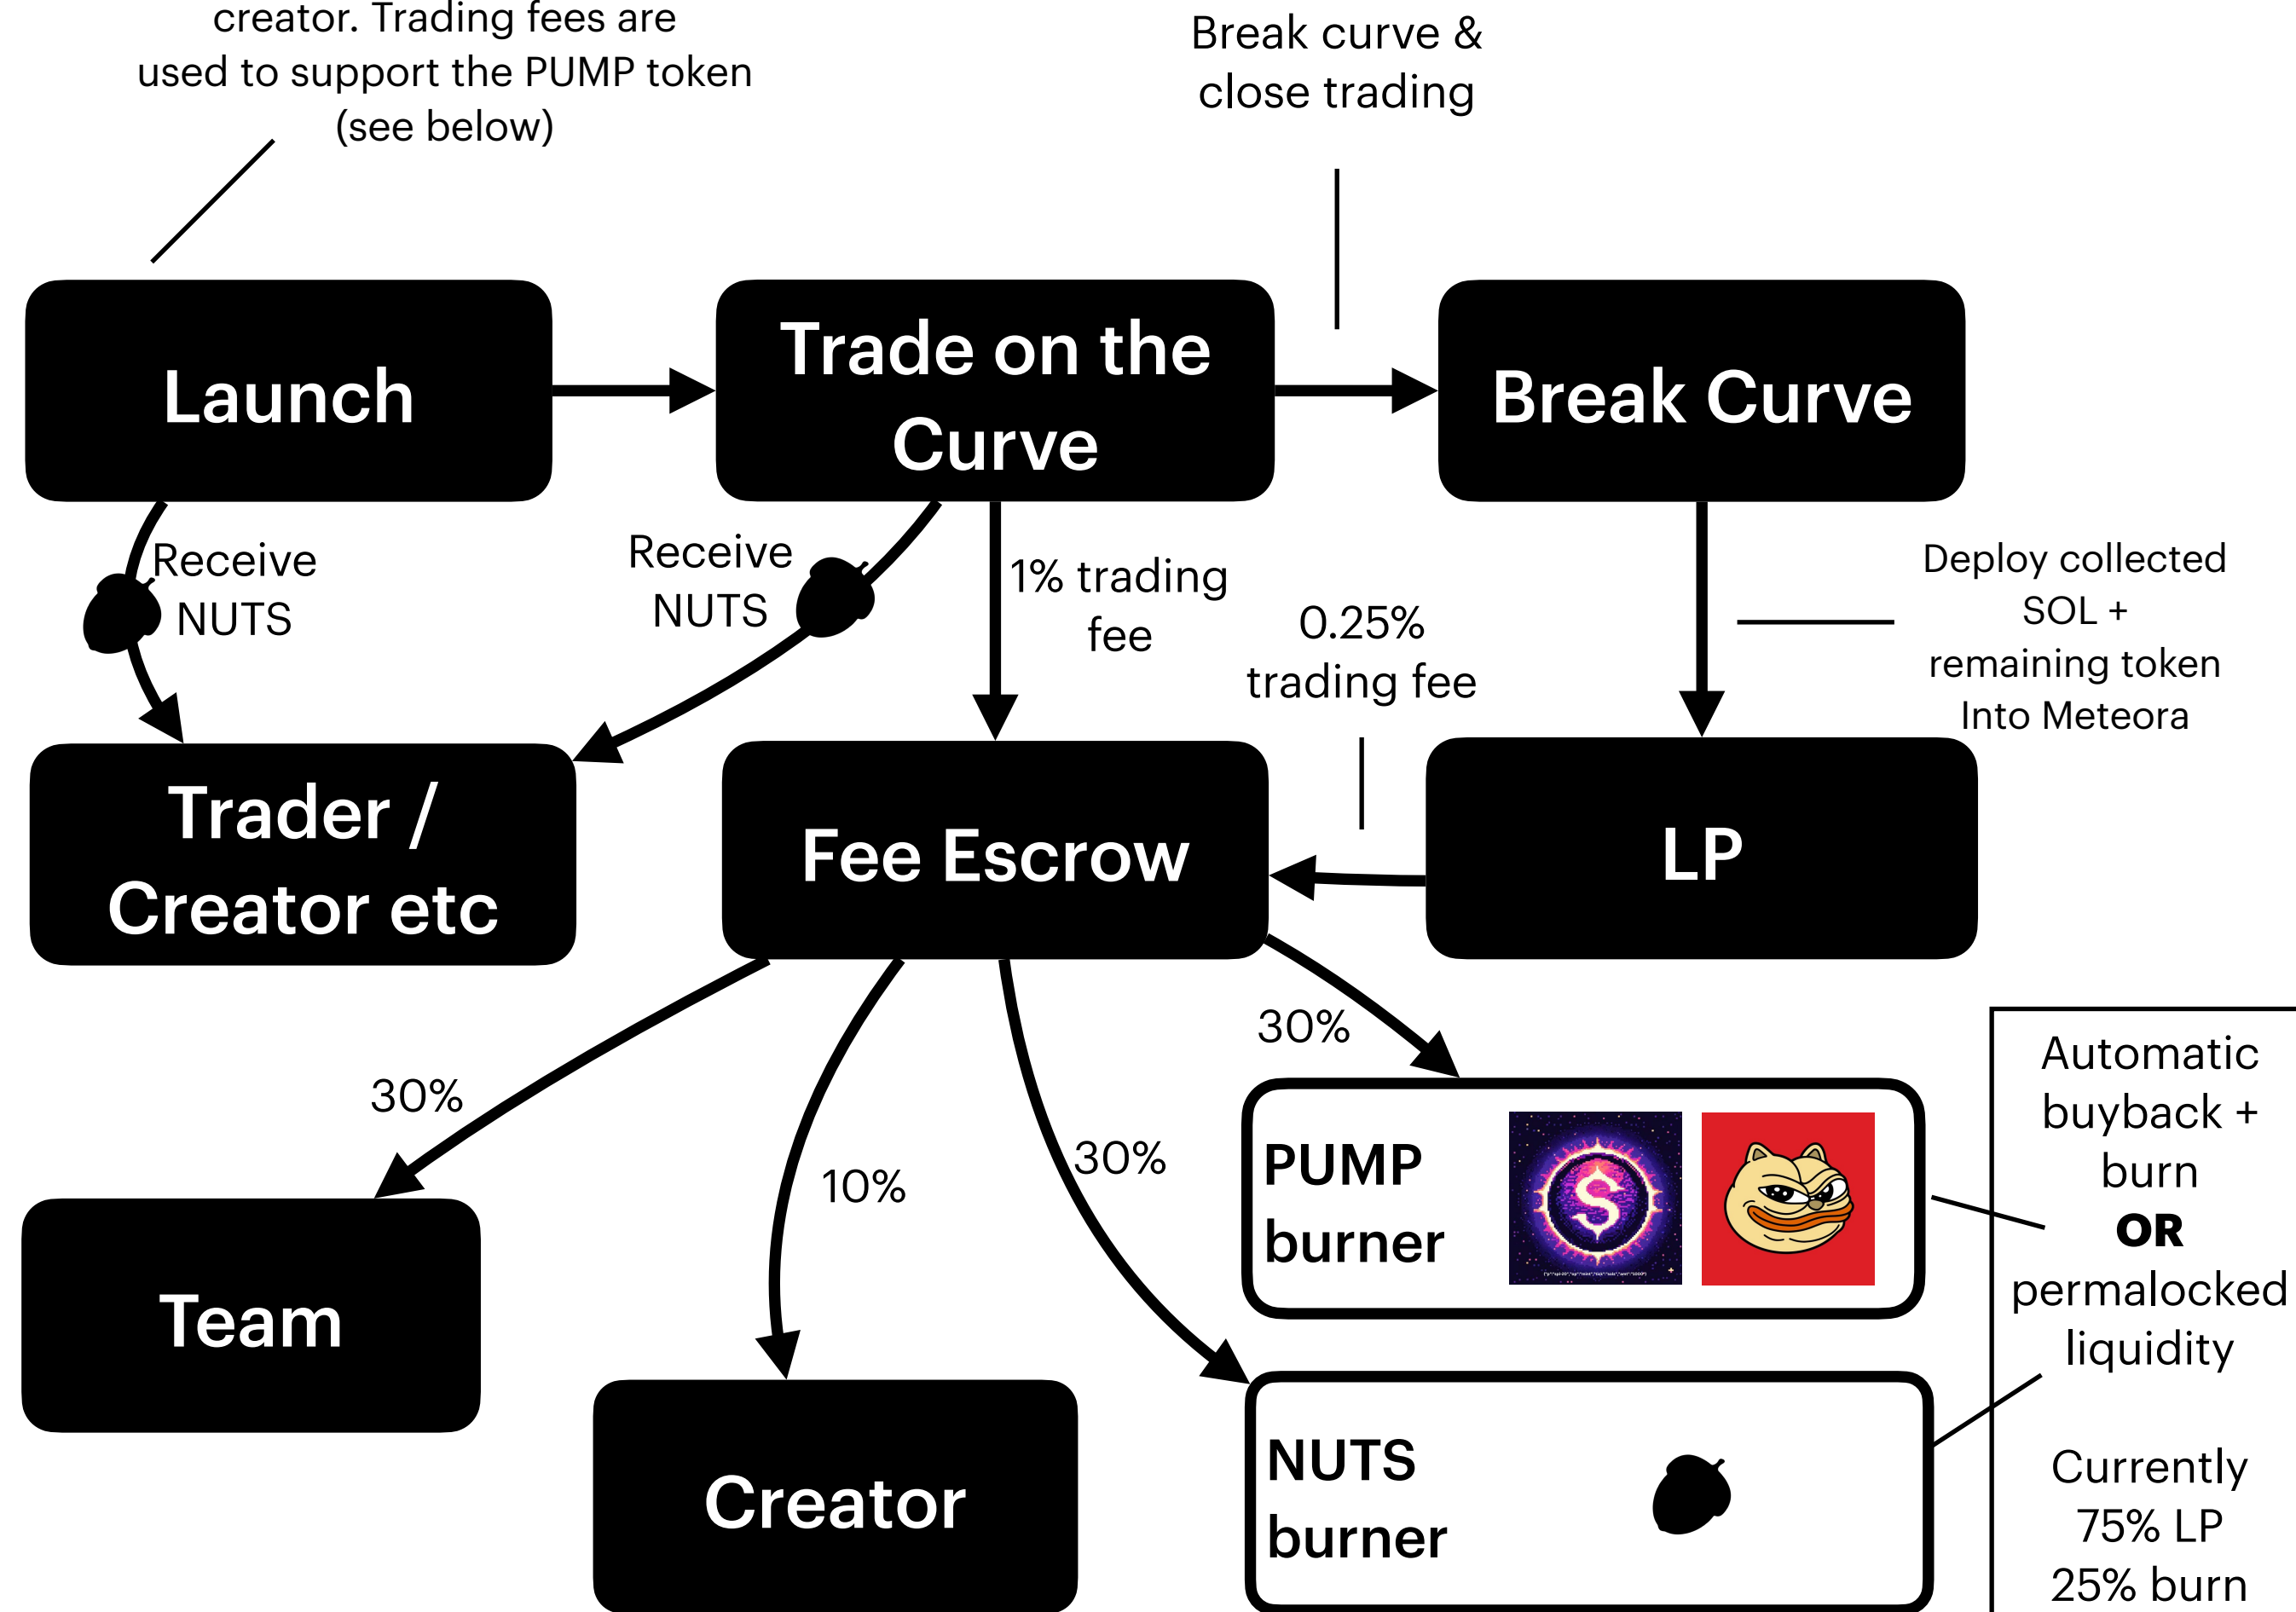 creator. Trading fees are
used to support the PUMP token
(see below)
Break curve &
close trading
Launch
Trade on the
Curve
Break Curve
Receive
NUTS
Receive
NUTS
1% trading
fee
0.25%
trading fee
Deploy collected
SOL +
remaining token
Into Meteora
Trader /
Creator etc
Fee Escrow
LP
30%
10%
30%
30%
Team
Creator
PUMP
burner
NUTS
burner
Automatic
buyback +
burn
OR
permalocked
liquidity
Currently
75% LP
25% burn